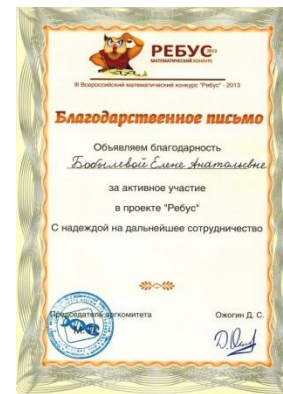 РЕБУС 2013
МАТЕМАТИЧЕСКИЙ КОНКУРС
III Всероссийский математический конкурс "Ребус" - 2013
Благодарственное письмо
Объявляем благодарность
Бобылевой Елене Анатольевне
за активное участие
в проекте "Ребус"
С надеждой на дальнейшее сотрудничество
Председатель оргкомитета
Ожогин Д. С.